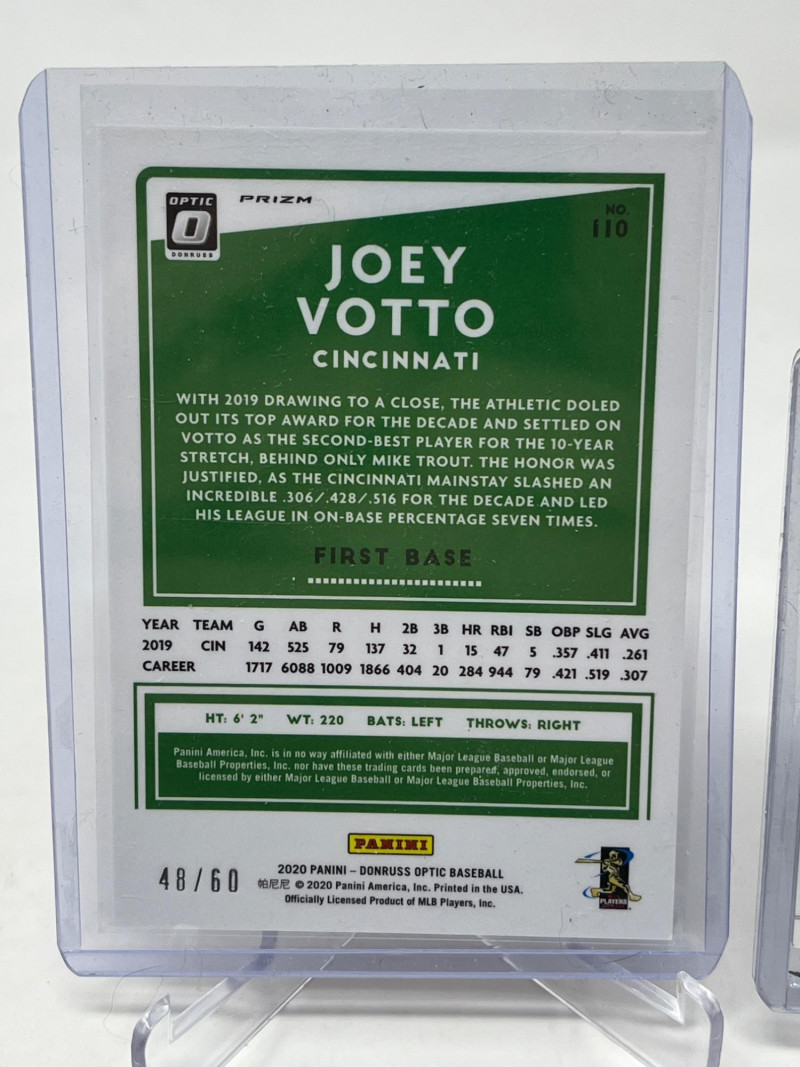 OPTIC
O
DONRUSS
PRIZM
NO.
110
JOEY
VOTTO
CINCINNATI
WITH 2019 DRAWING TO A CLOSE, THE ATHLETIC DOLED
OUT ITS TOP AWARD FOR THE DECADE AND SETTLED ON
VOTTO AS THE SECOND-BEST PLAYER FOR THE 10-YEAR
STRETCH, BEHIND ONLY MIKE TROUT. THE HONOR WAS
JUSTIFIED, AS THE CINCINNATI MAINSTAY SLASHED AN
INCREDIBLE .306/.428/.516 FOR THE DECADE AND LED
HIS LEAGUE IN ON-BASE PERCENTAGE SEVEN TIMES.
FIRST BASE
YEAR TEAM G AB R H 2B 3B HR RBI SB OBP SLG AVG
2019 CIN 142 525 79 137 32 1 15 47 5 .357 .411 .261
CAREER 1717 6088 1009 1866 404 20 284 944 79 .421 .519 .307
HT: 6' 2" WT: 220 BATS: LEFT THROWS: RIGHT
Panini America, Inc. is in no way affiliated with either Major League Baseball or Major League
Baseball Properties, Inc. nor have these trading cards been prepared, approved, endorsed, or
licensed by either Major League Baseball or Major League Baseball Properties, Inc.
PANINI
48/60
2020 PANINI – DONRUSS OPTIC BASEBALL
帕尼尼 © 2020 Panini America, Inc. Printed in the USA.
Officially Licensed Product of MLB Players, Inc.
PLAYERS